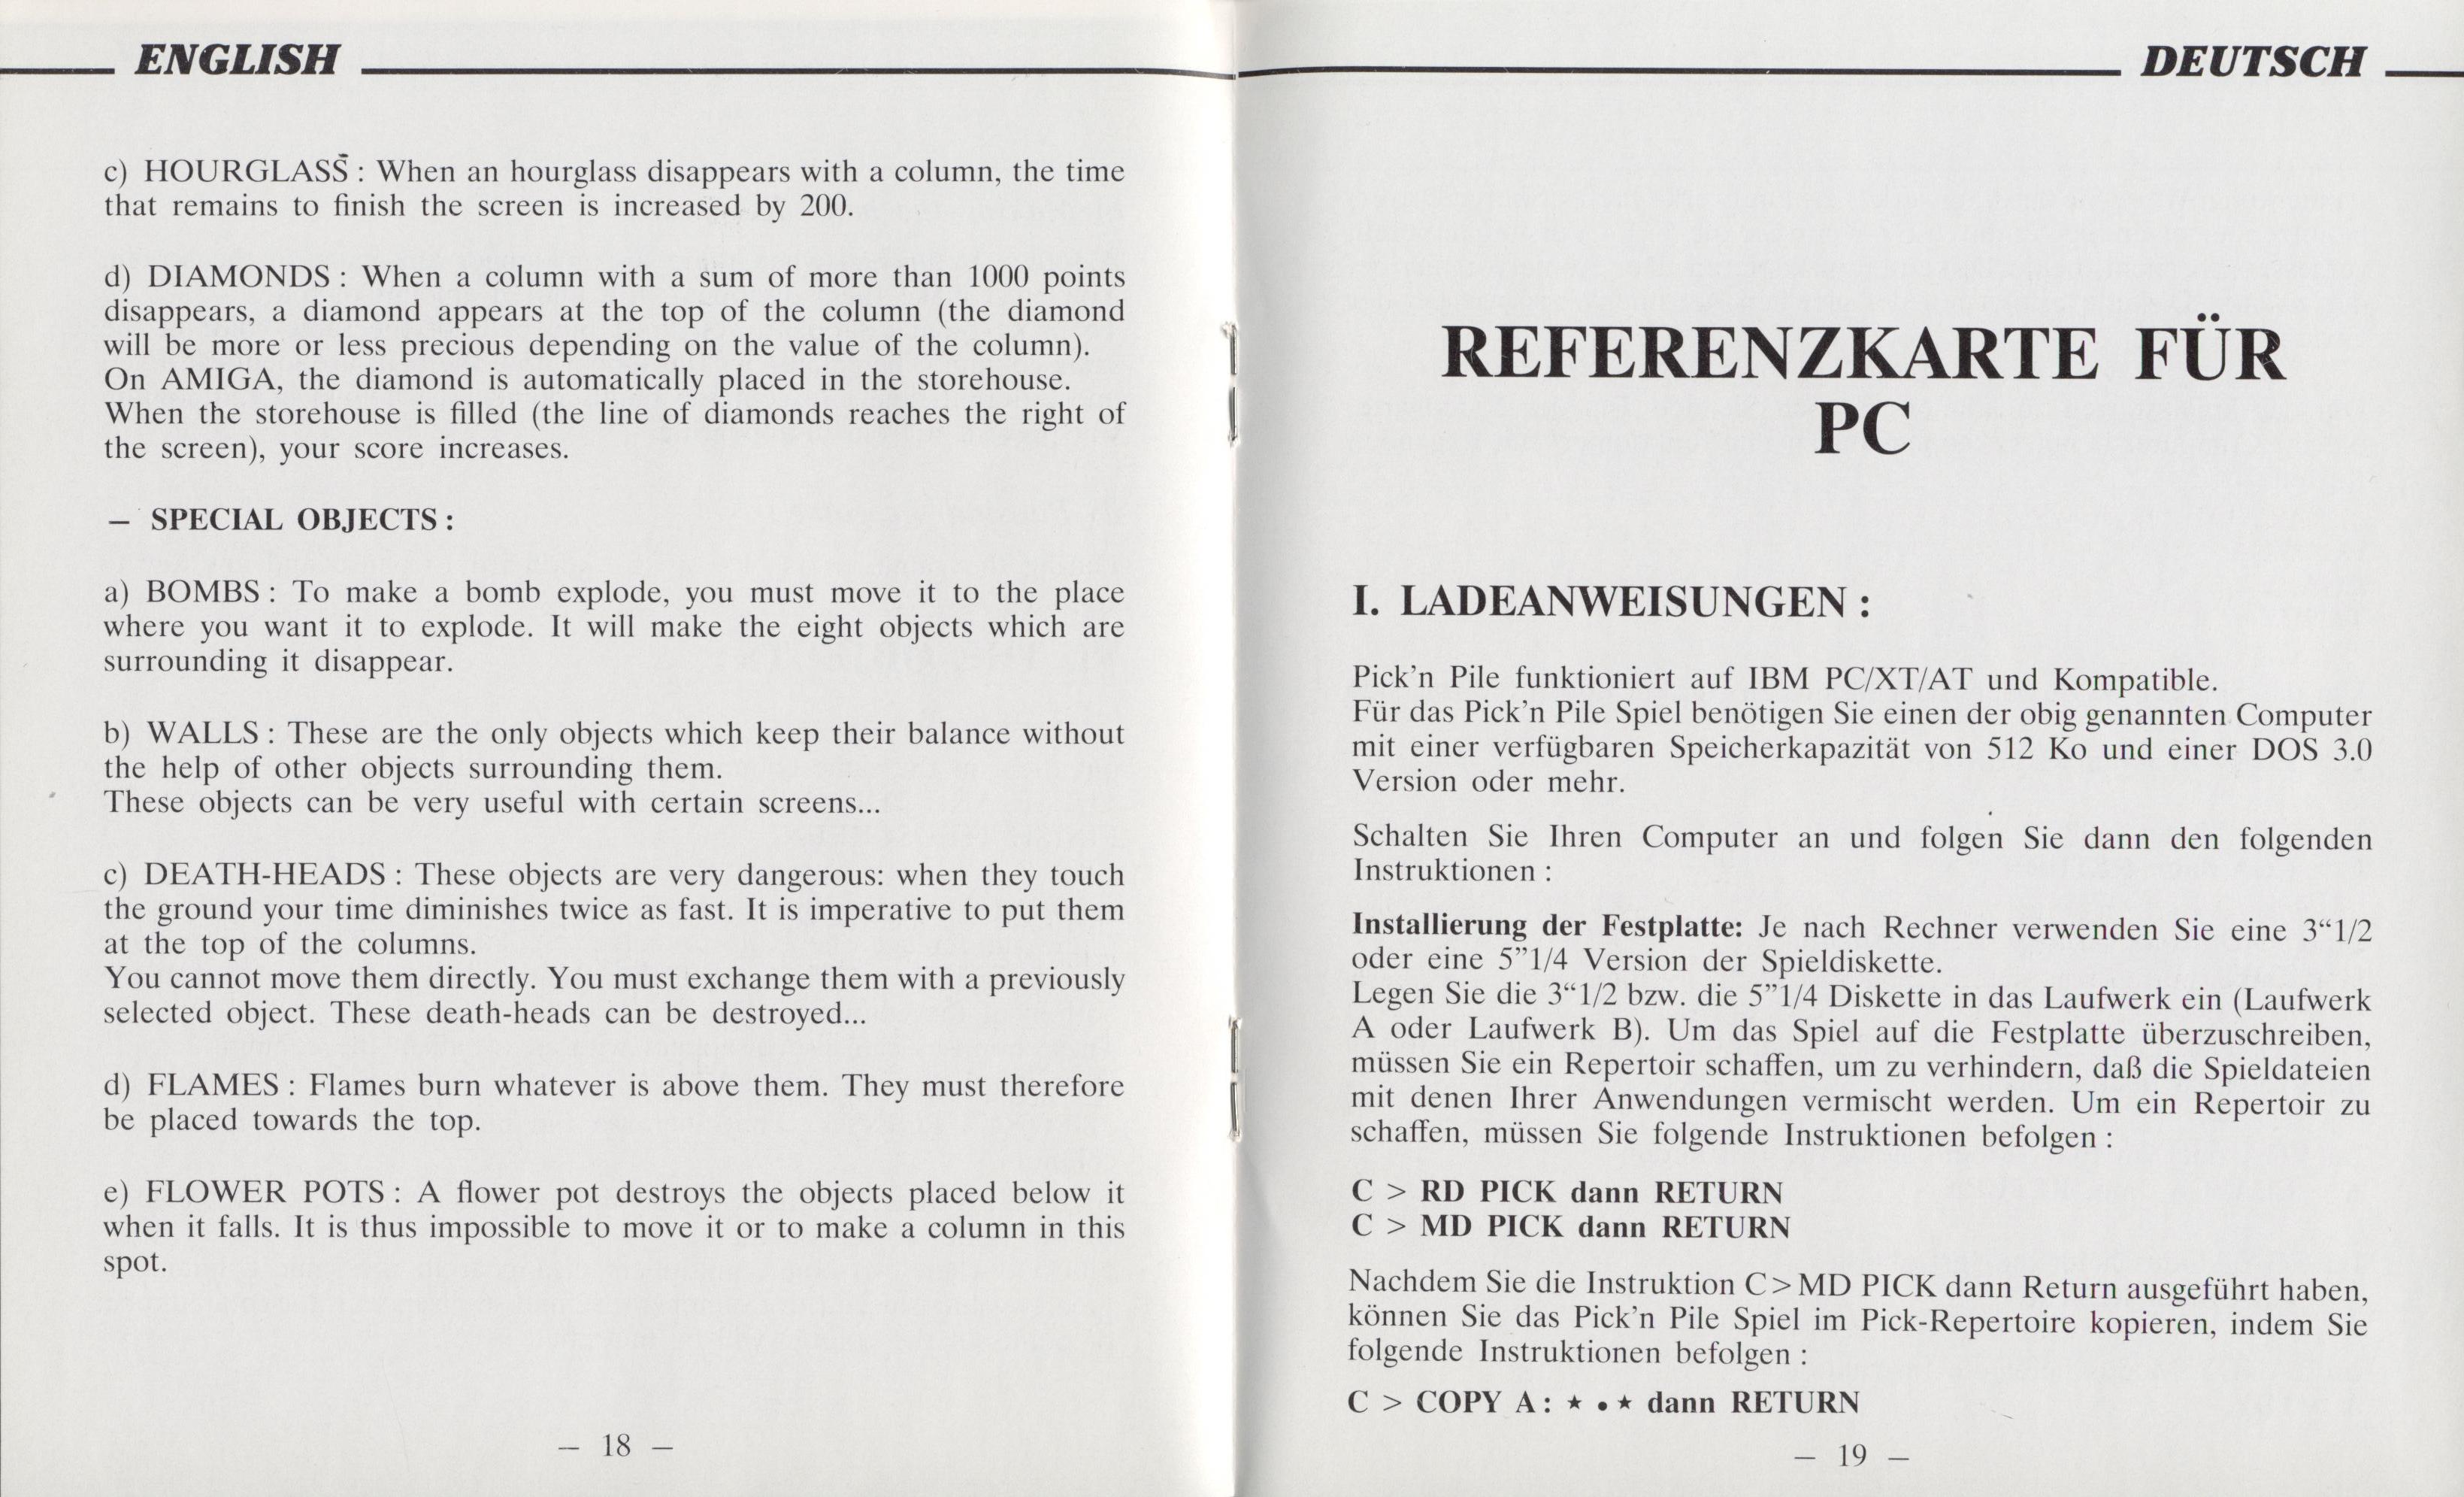 ENGLISH
c) HOURGLASS : When an hourglass disappears with a column, the time
that remains to finish the screen is increased by 200.
d) DIAMONDS : When a column with a sum of more than 1000 points
disappears, a diamond appears at the top of the column (the diamond
will be more or less precious depending on the value of the column).
On AMIGA, the diamond is automatically placed in the storehouse.
When the storehouse is filled (the line of diamonds reaches the right of
the screen), your score increases.
– SPECIAL OBJECTS :
a) BOMBS : To make a bomb explode, you must move it to the place
where you want it to explode. It will make the eight objects which are
surrounding it disappear.
b) WALLS : These are the only objects which keep their balance without
the help of other objects surrounding them.
These objects can be very useful with certain screens...
c) DEATH-HEADS : These objects are very dangerous: when they touch
the ground your time diminishes twice as fast. It is imperative to put them
at the top of the columns.
You cannot move them directly. You must exchange them with a previously
selected object. These death-heads can be destroyed...
d) FLAMES : Flames burn whatever is above them. They must therefore
be placed towards the top.
e) FLOWER POTS : A flower pot destroys the objects placed below it
when it falls. It is thus impossible to move it or to make a column in this
spot.
– 18 –
DEUTSCH
REFERENZKARTE FÜR
PC
I. LADEANWEISUNGEN :
Pick'n Pile funktioniert auf IBM PC/XT/AT und Kompatible.
Für das Pick'n Pile Spiel benötigen Sie einen der obig genannten Computer
mit einer verfügbaren Speicherkapazität von 512 Ko und einer DOS 3.0
Version oder mehr.
Schalten Sie Ihren Computer an und folgen Sie dann den folgenden
Instruktionen :
Installierung der Festplatte: Je nach Rechner verwenden Sie eine 3“1/2
oder eine 5”1/4 Version der Spieldiskette.
Legen Sie die 3“1/2 bzw. die 5”1/4 Diskette in das Laufwerk ein (Laufwerk
A oder Laufwerk B). Um das Spiel auf die Festplatte überzuschreiben,
müssen Sie ein Repertoir schaffen, um zu verhindern, daß die Spieldateien
mit denen Ihrer Anwendungen vermischt werden. Um ein Repertoir zu
schaffen, müssen Sie folgende Instruktionen befolgen :
C > RD PICK dann RETURN
C > MD PICK dann RETURN
Nachdem Sie die Instruktion C > MD PICK dann Return ausgeführt haben,
können Sie das Pick'n Pile Spiel im Pick-Repertoire kopieren, indem Sie
folgende Instruktionen befolgen :
C > COPY A : ⋆ • ⋆ dann RETURN
– 19 –